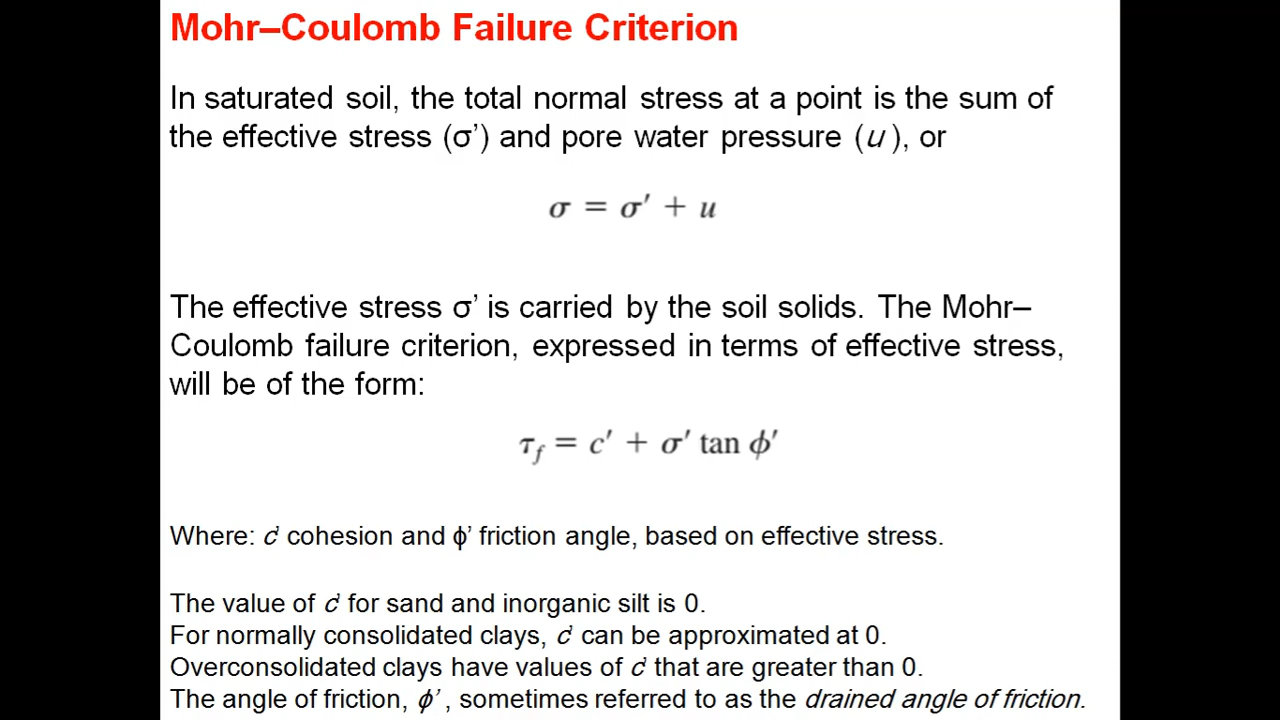 Mohr–Coulomb Failure Criterion
In saturated soil, the total normal stress at a point is the sum of
the effective stress (σ’) and pore water pressure (u ), or
σ = σ′ + u
The effective stress σ’ is carried by the soil solids. The Mohr–
Coulomb failure criterion, expressed in terms of effective stress,
will be of the form:
τf = c′ + σ′ tan ϕ′
Where: c’ cohesion and ϕ’ friction angle, based on effective stress.
The value of c’ for sand and inorganic silt is 0.
For normally consolidated clays, c’ can be approximated at 0.
Overconsolidated clays have values of c’ that are greater than 0.
The angle of friction, ϕ’ , sometimes referred to as the drained angle of friction.